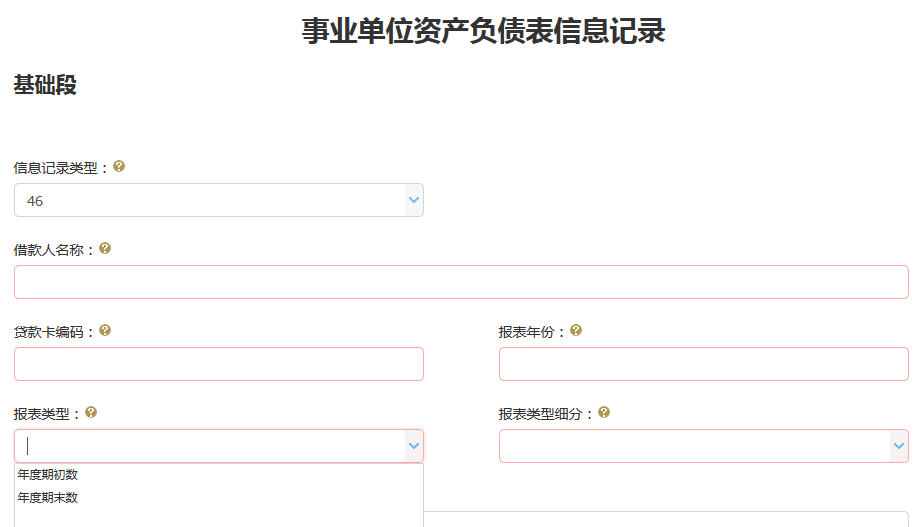 事业单位资产负债表信息记录
基础段
信息记录类型：
46
借款人名称：
贷款卡编码：
报表年份：
报表类型：
报表类型细分：
年度期初数
年度期末数